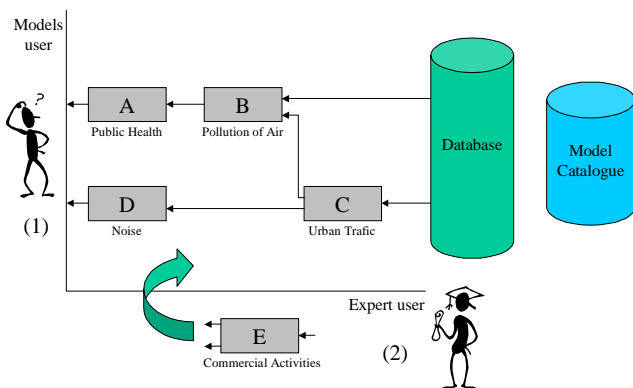 Models
user
?
A
B
Public Health
Pollution of Air
Database
Model
Catalogue
D
C
(1)
Noise
Urban Trafic
Expert user
E
(2)
Commercial Activities